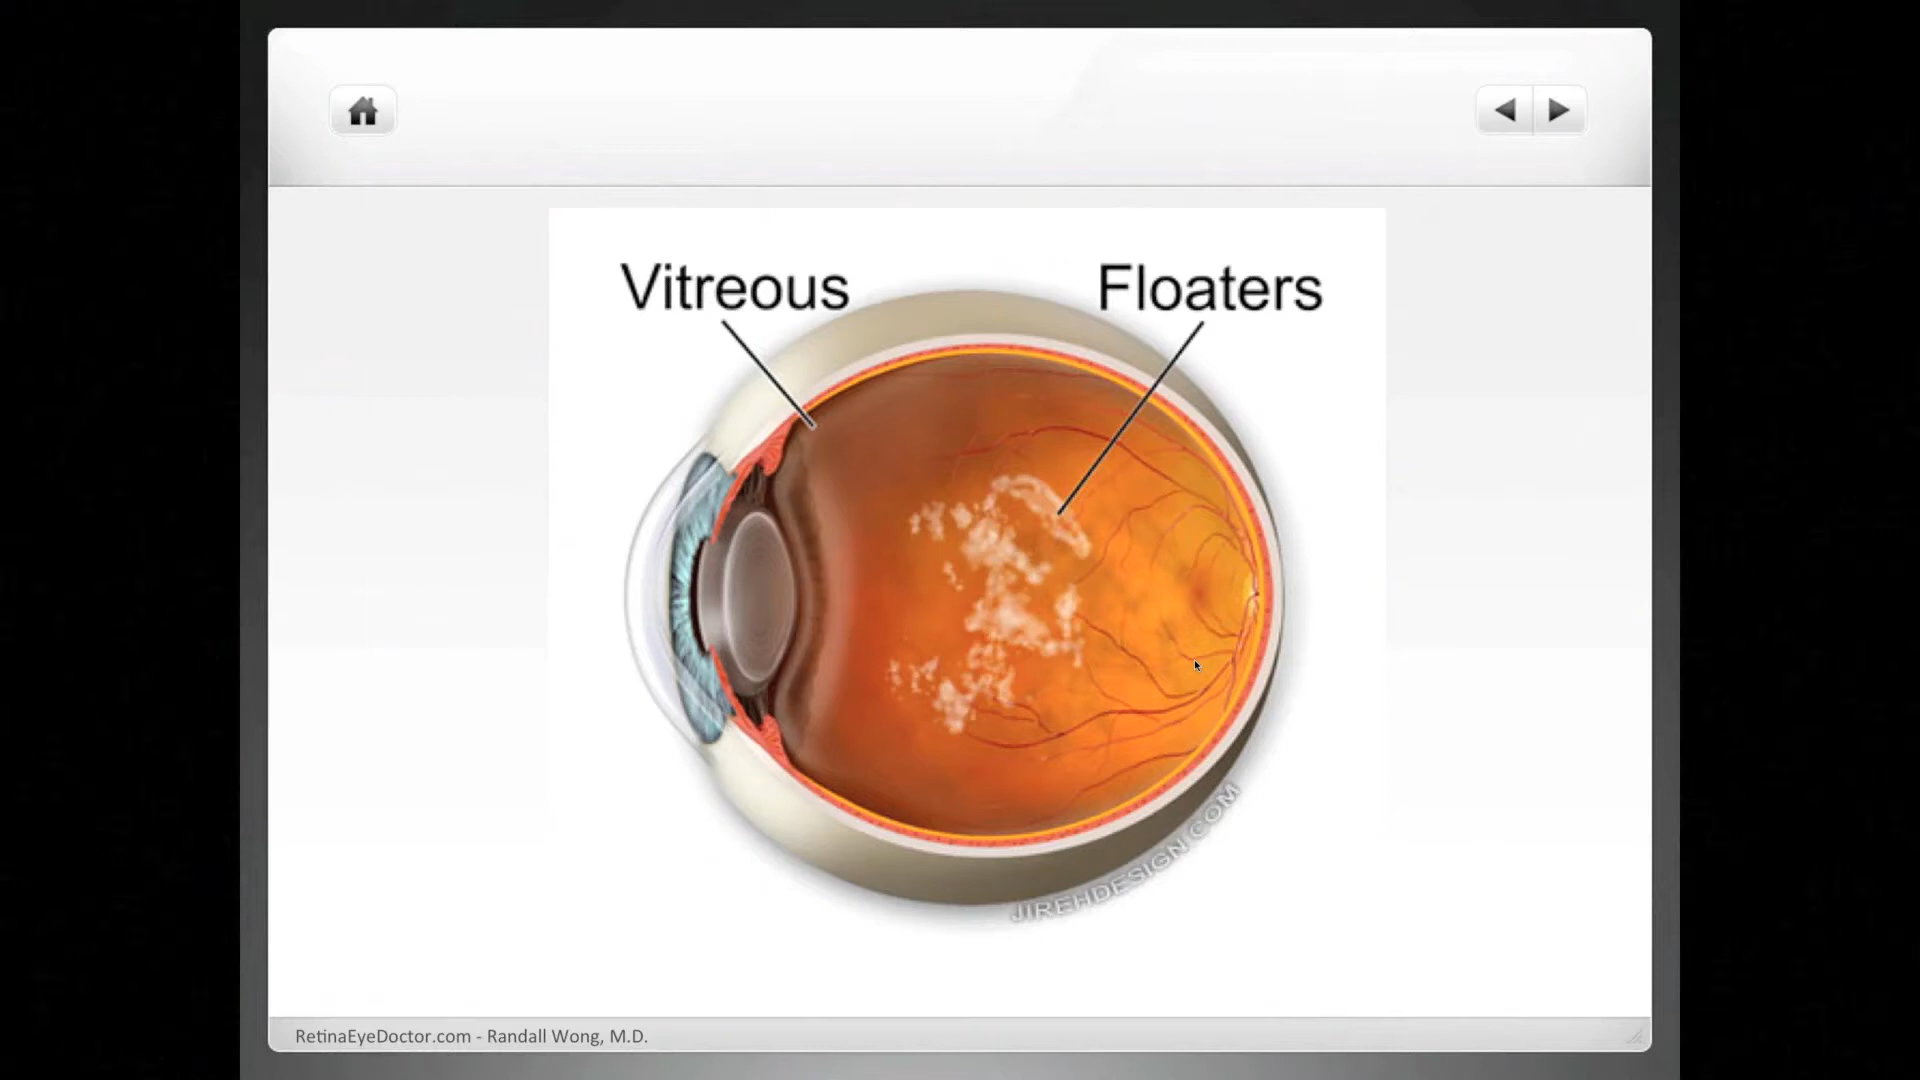 Vitreous
Floaters
JIREHDESIGN.COM
RetinaEyeDoctor.com - Randall Wong, M.D.